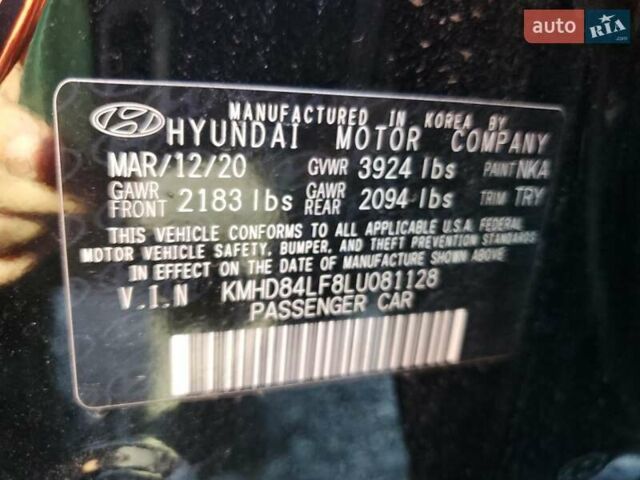 auto RIA.com
MANUFACTURED IN KOREA BY
HYUNDAI MOTOR COMPANY
MAR/12/20 GVWR 3924 lbs PAINT NKA
GAWR FRONT 2183 lbs GAWR REAR 2094 lbs TRIM TRY
THIS VEHICLE CONFORMS TO ALL APPLICABLE U.S.A. FEDERAL
MOTOR VEHICLE SAFETY, BUMPER, AND THEFT PREVENTION STANDARDS
IN EFFECT ON THE DATE OF MANUFACTURE SHOWN ABOVE.
V.I.N KMHD84LF8LU081128
PASSENGER CAR